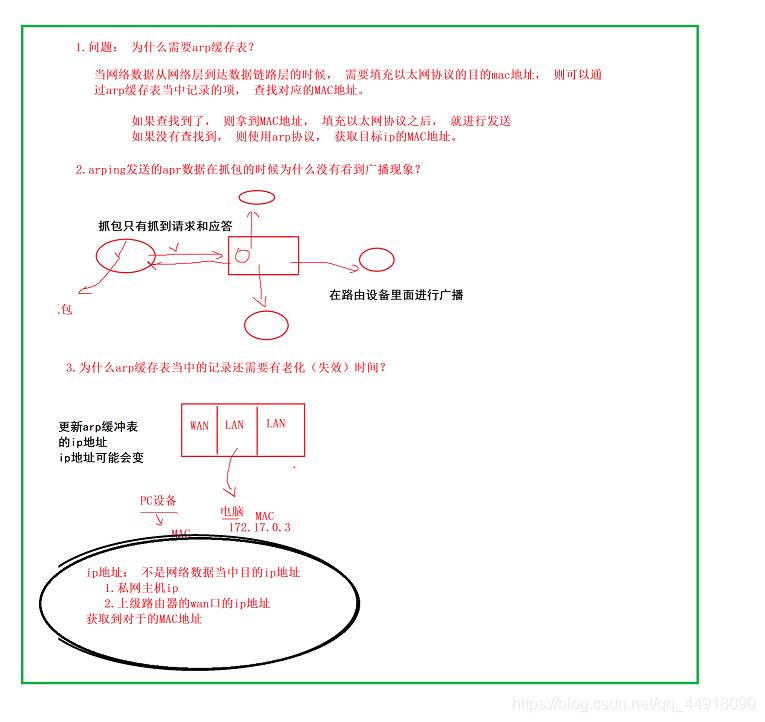 1.问题： 为什么需要arp缓存表？
当网络数据从网络层到达数据链路层的时候， 需要填充以太网协议的目的mac地址， 则可以通
过arp缓存表当中记录的项， 查找对应的MAC地址。
如果查找到了， 则拿到MAC地址， 填充以太网协议之后， 就进行发送
如果没有查找到， 则使用arp协议， 获取目标ip的MAC地址。
2.arping发送的apr数据在抓包的时候为什么没有看到广播现象？
抓包只有抓到请求和应答
在路由设备里面进行广播
包
3.为什么arp缓存表当中的记录还需要有老化（失效）时间？
更新arp缓冲表
的ip地址
ip地址可能会变
WAN LAN LAN
PC设备
MAC
电脑 MAC
172.17.0.3
ip地址： 不是网络数据当中目的ip地址
1.私网主机ip
2.上级路由器的wan口的ip地址
获取到对于的MAC地址
https://blog.csdn.net/qq_44918090